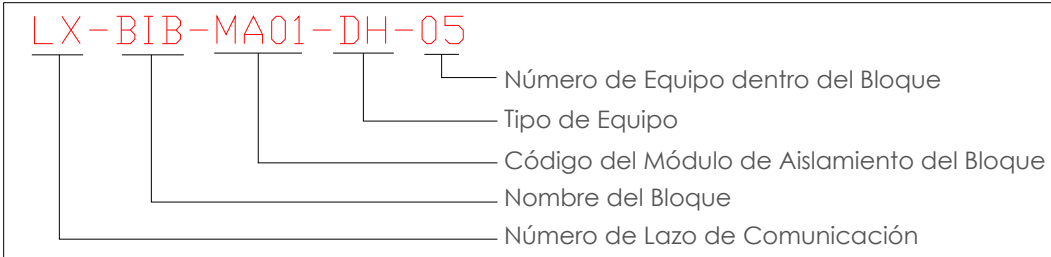 LX-BIB-MA01-DH-05
Número de Equipo dentro del Bloque
Tipo de Equipo
Código del Módulo de Aislamiento del Bloque
Nombre del Bloque
Número de Lazo de Comunicación